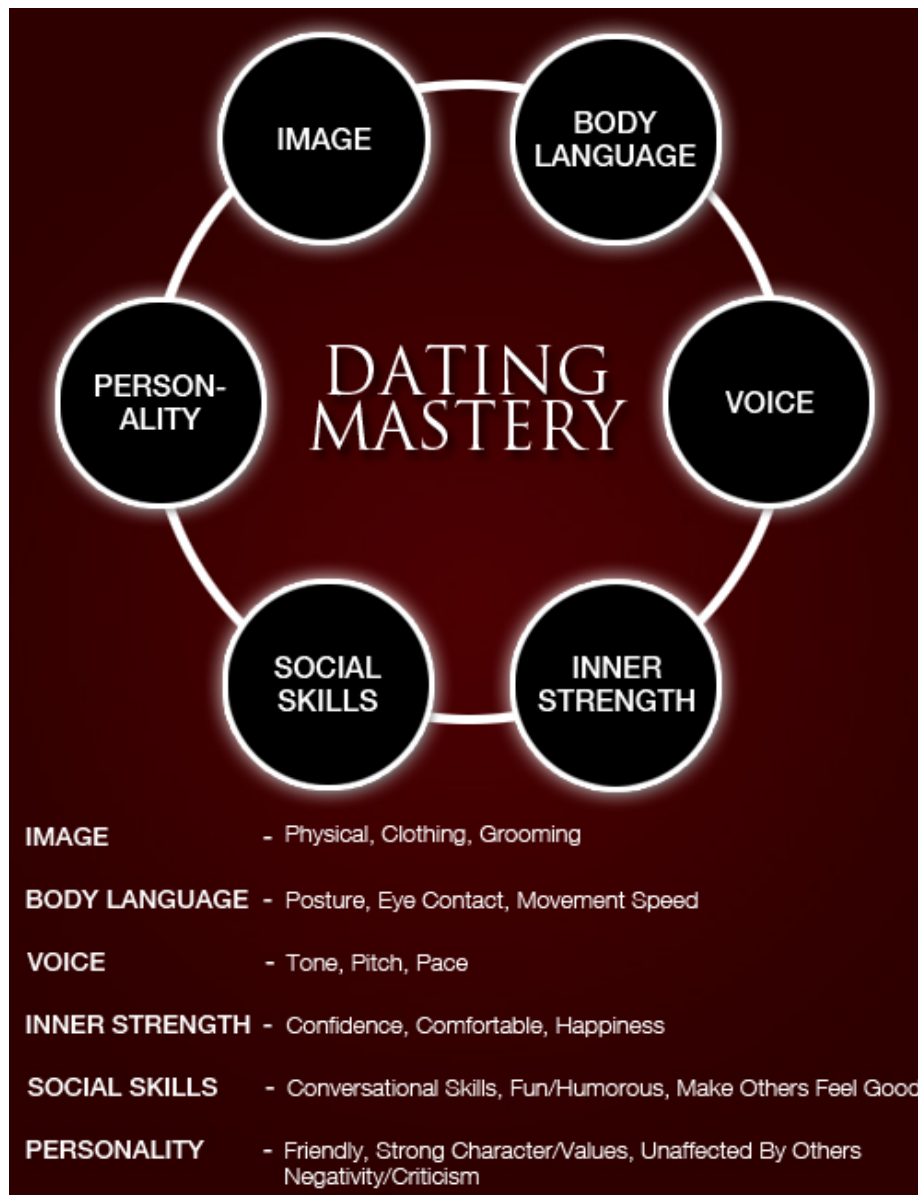 IMAGE
BODY
LANGUAGE
PERSON-
ALITY
DATING
MASTERY
VOICE
SOCIAL
SKILLS
INNER
STRENGTH
IMAGE - Physical, Clothing, Grooming
BODY LANGUAGE - Posture, Eye Contact, Movement Speed
VOICE - Tone, Pitch, Pace
INNER STRENGTH - Confidence, Comfortable, Happiness
SOCIAL SKILLS - Conversational Skills, Fun/Humorous, Make Others Feel Good
PERSONALITY - Friendly, Strong Character/Values, Unaffected By Others
Negativity/Criticism